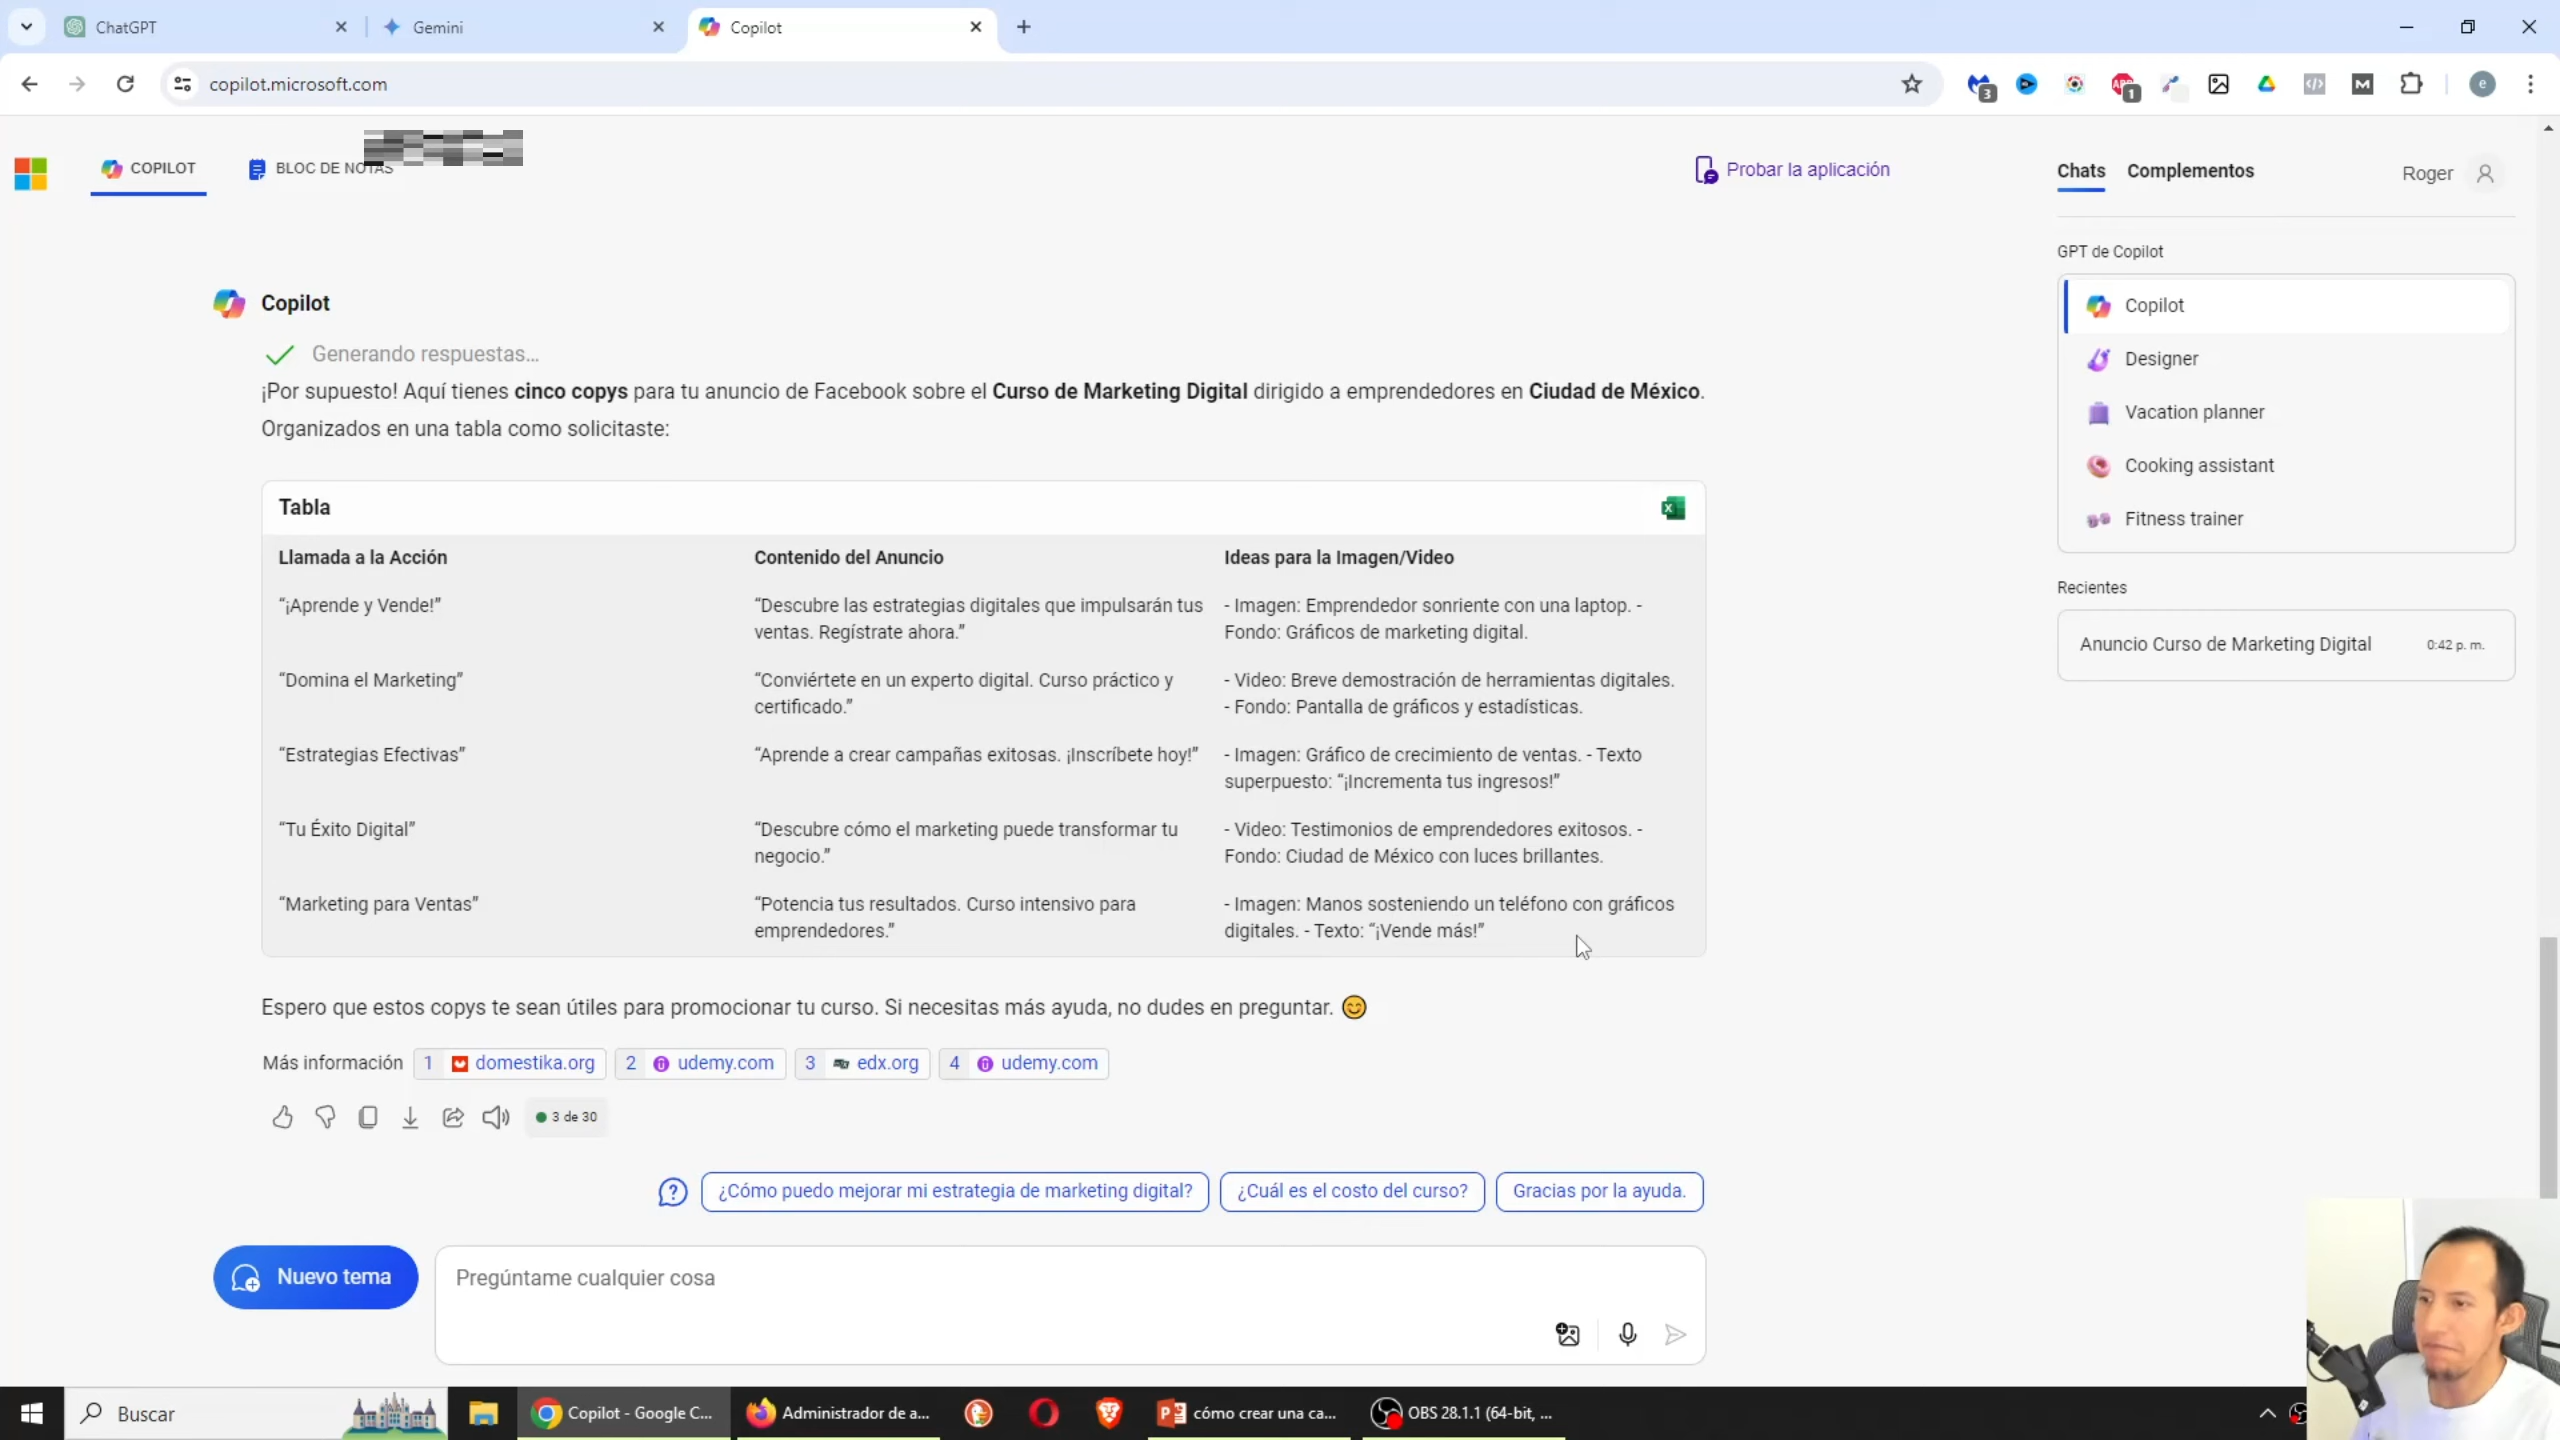 ChatGPT
Gemini
Copilot
copilot.microsoft.com
3
1
e
COPILOT
BLOC DE NOTAS
Probar la aplicación
Chats
Complementos
Roger
GPT de Copilot
Copilot
Designer
Vacation planner
Cooking assistant
Fitness trainer
Recientes
Anuncio Curso de Marketing Digital
0:42 p. m.
Copilot
Generando respuestas...
¡Por supuesto! Aquí tienes cinco copys para tu anuncio de Facebook sobre el Curso de Marketing Digital dirigido a emprendedores en Ciudad de México.
Organizados en una tabla como solicitaste:
Tabla
Llamada a la Acción
Contenido del Anuncio
Ideas para la Imagen/Video
“¡Aprende y Vende!”
“Descubre las estrategias digitales que impulsarán tus
ventas. Regístrate ahora.”
- Imagen: Emprendedor sonriente con una laptop. -
Fondo: Gráficos de marketing digital.
“Domina el Marketing”
“Conviértete en un experto digital. Curso práctico y
certificado.”
- Video: Breve demostración de herramientas digitales.
- Fondo: Pantalla de gráficos y estadísticas.
“Estrategias Efectivas”
“Aprende a crear campañas exitosas. ¡Inscríbete hoy!”
- Imagen: Gráfico de crecimiento de ventas. - Texto
superpuesto: “¡Incrementa tus ingresos!”
“Tu Éxito Digital”
“Descubre cómo el marketing puede transformar tu
negocio.”
- Video: Testimonios de emprendedores exitosos. -
Fondo: Ciudad de México con luces brillantes.
“Marketing para Ventas”
“Potencia tus resultados. Curso intensivo para
emprendedores.”
- Imagen: Manos sosteniendo un teléfono con gráficos
digitales. - Texto: “¡Vende más!”
Espero que estos copys te sean útiles para promocionar tu curso. Si necesitas más ayuda, no dudes en preguntar.
Más información 1 domestika.org 2 udemy.com 3 edx.org 4 udemy.com
3 de 30
¿Cómo puedo mejorar mi estrategia de marketing digital?
¿Cuál es el costo del curso?
Gracias por la ayuda.
Nuevo tema
Pregúntame cualquier cosa
Buscar
Copilot - Google C...
Administrador de a...
cómo crear una ca...
OBS 28.1.1 (64-bit, ...